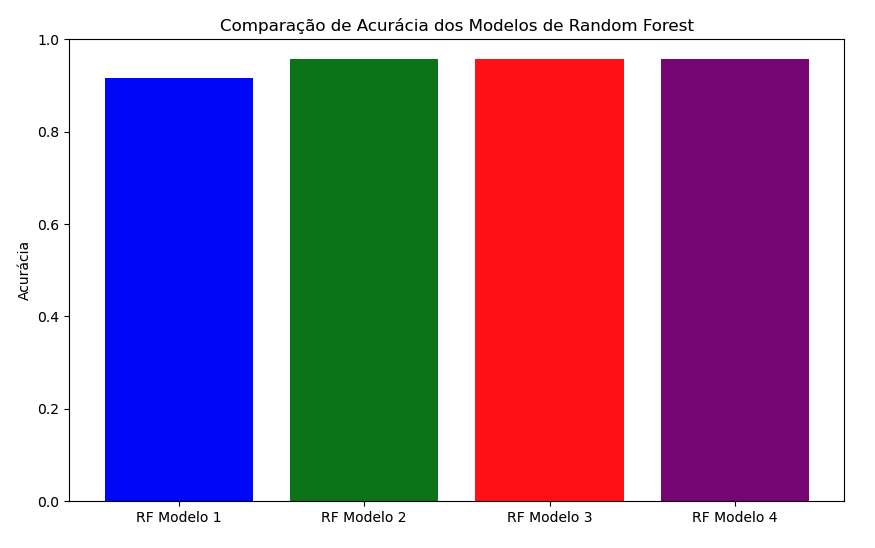 Comparação de Acurácia dos Modelos de Random Forest
Acurácia
1.0
0.8
0.6
0.4
0.2
0.0
RF Modelo 1
RF Modelo 2
RF Modelo 3
RF Modelo 4